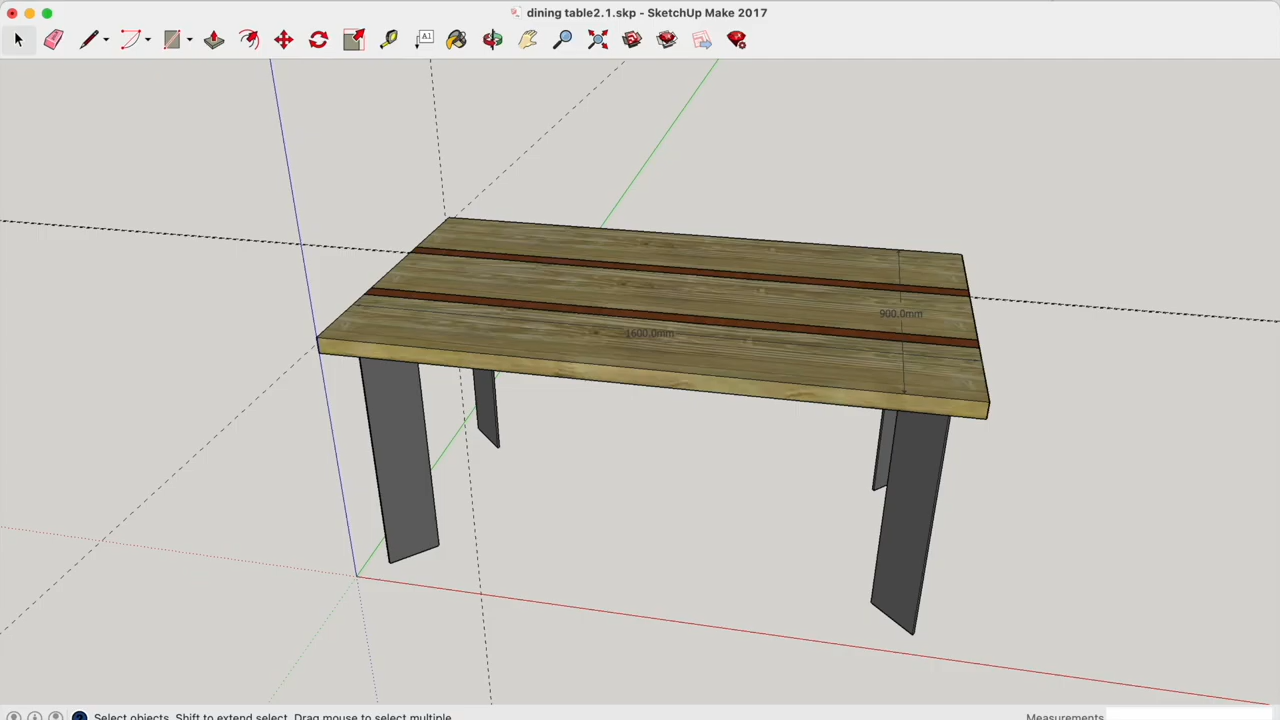 dining table2.1.skp - SketchUp Make 2017
A1
900.0mm
1600.0mm
Select objects. Shift to extend select. Drag mouse to select multiple.
Measurements